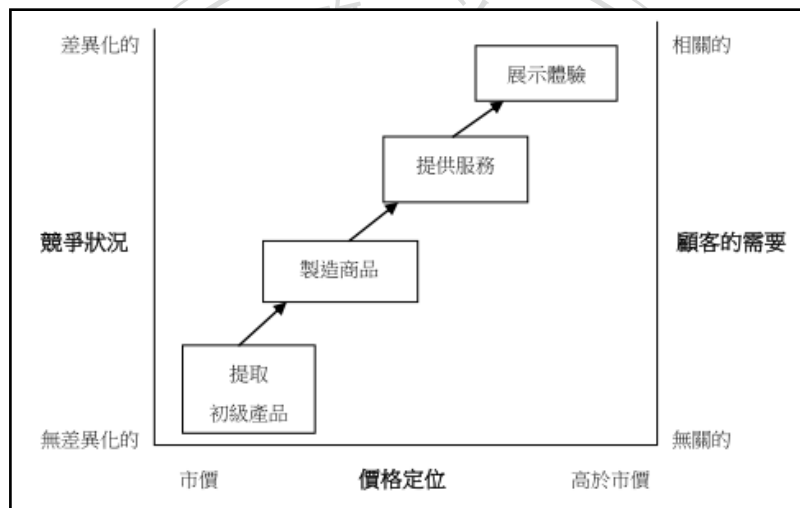 差異化的
相關的
展示體驗
提供服務
競爭狀況
顧客的需要
製造商品
提取
初級產品
無差異化的
無關的
市價
價格定位
高於市價